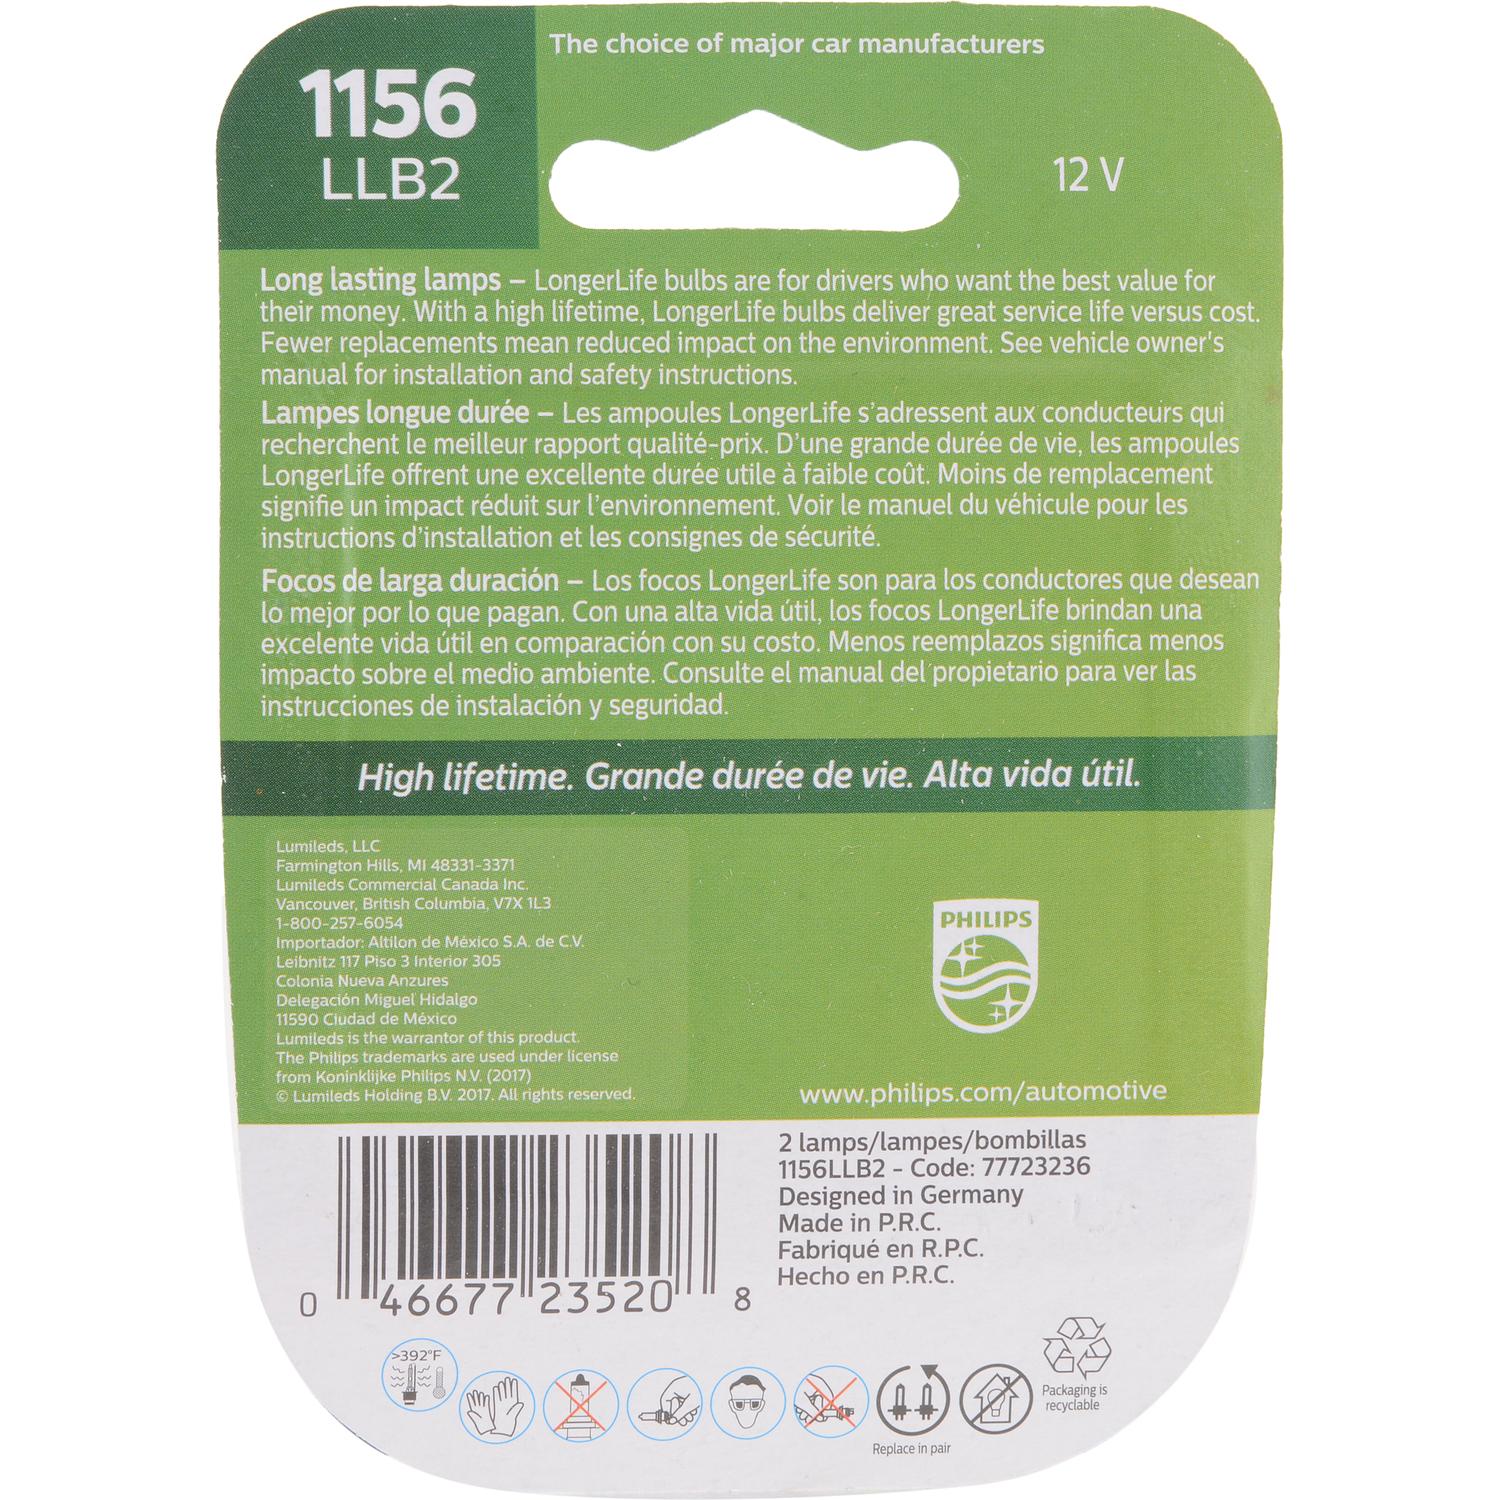 The choice of major car manufacturers
1156
LLB2
12 V
Long lasting lamps – LongerLife bulbs are for drivers who want the best value for
their money. With a high lifetime, LongerLife bulbs deliver great service life versus cost.
Fewer replacements mean reduced impact on the environment. See vehicle owner's
manual for installation and safety instructions.
Lampes longue durée – Les ampoules LongerLife s'adressent aux conducteurs qui
recherchent le meilleur rapport qualité-prix. D'une grande durée de vie, les ampoules
LongerLife offrent une excellente durée utile à faible coût. Moins de remplacement
signifie un impact réduit sur l'environnement. Voir le manuel du véhicule pour les
instructions d'installation et les consignes de sécurité.
Focos de larga duración – Los focos LongerLife son para los conductores que desean
lo mejor por lo que pagan. Con una alta vida útil, los focos LongerLife brindan una
excelente vida útil en comparación con su costo. Menos reemplazos significa menos
impacto sobre el medio ambiente. Consulte el manual del propietario para ver las
instrucciones de instalación y seguridad.
High lifetime. Grande durée de vie. Alta vida útil.
Lumileds, LLC
Farmington Hills, MI 48331-3371
Lumileds Commercial Canada Inc.
Vancouver, British Columbia, V7X 1L3
1-800-257-6054
Importador: Altilon de México S.A. de C.V.
Leibnitz 117 Piso 3 Interior 305
Colonia Nueva Anzures
Delegación Miguel Hidalgo
11590 Ciudad de México
Lumileds is the warrantor of this product.
The Philips trademarks are used under license
from Koninklijke Philips N.V. (2017)
© Lumileds Holding B.V. 2017. All rights reserved.
PHILIPS
www.philips.com/automotive
2 lamps/lampes/bombillas
1156LLB2 - Code: 77723236
Designed in Germany
Made in P.R.C.
Fabriqué en R.P.C.
Hecho en P.R.C.
0 46677 23520 8
>392°F
Replace in pair
Packaging is
recyclable